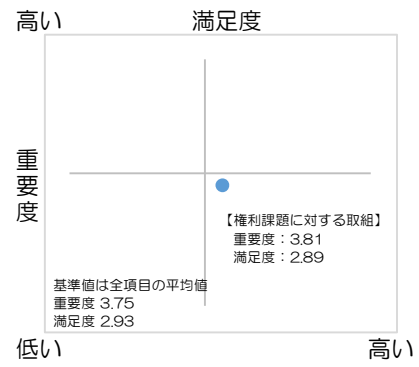 高い
満足度
重要度
【権利課題に対する取組】
重要度：3.81
満足度：2.89
基準値は全項目の平均値
重要度 3.75
満足度 2.93
低い
高い